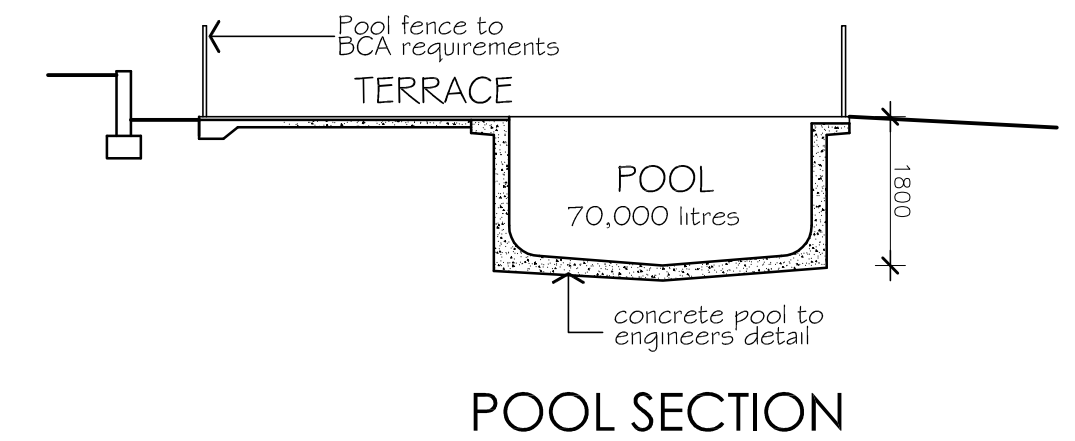 Pool fence to
BCA requirements
TERRACE
POOL
70,000 litres
1800
concrete pool to
engineers detail
POOL SECTION